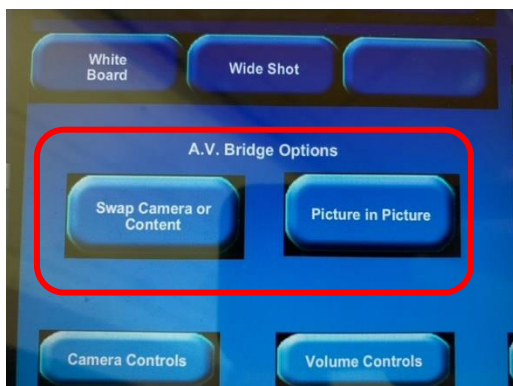 White
Board
Wide Shot
A.V. Bridge Options
Swap Camera or
Content
Picture in Picture
Camera Controls
Volume Controls